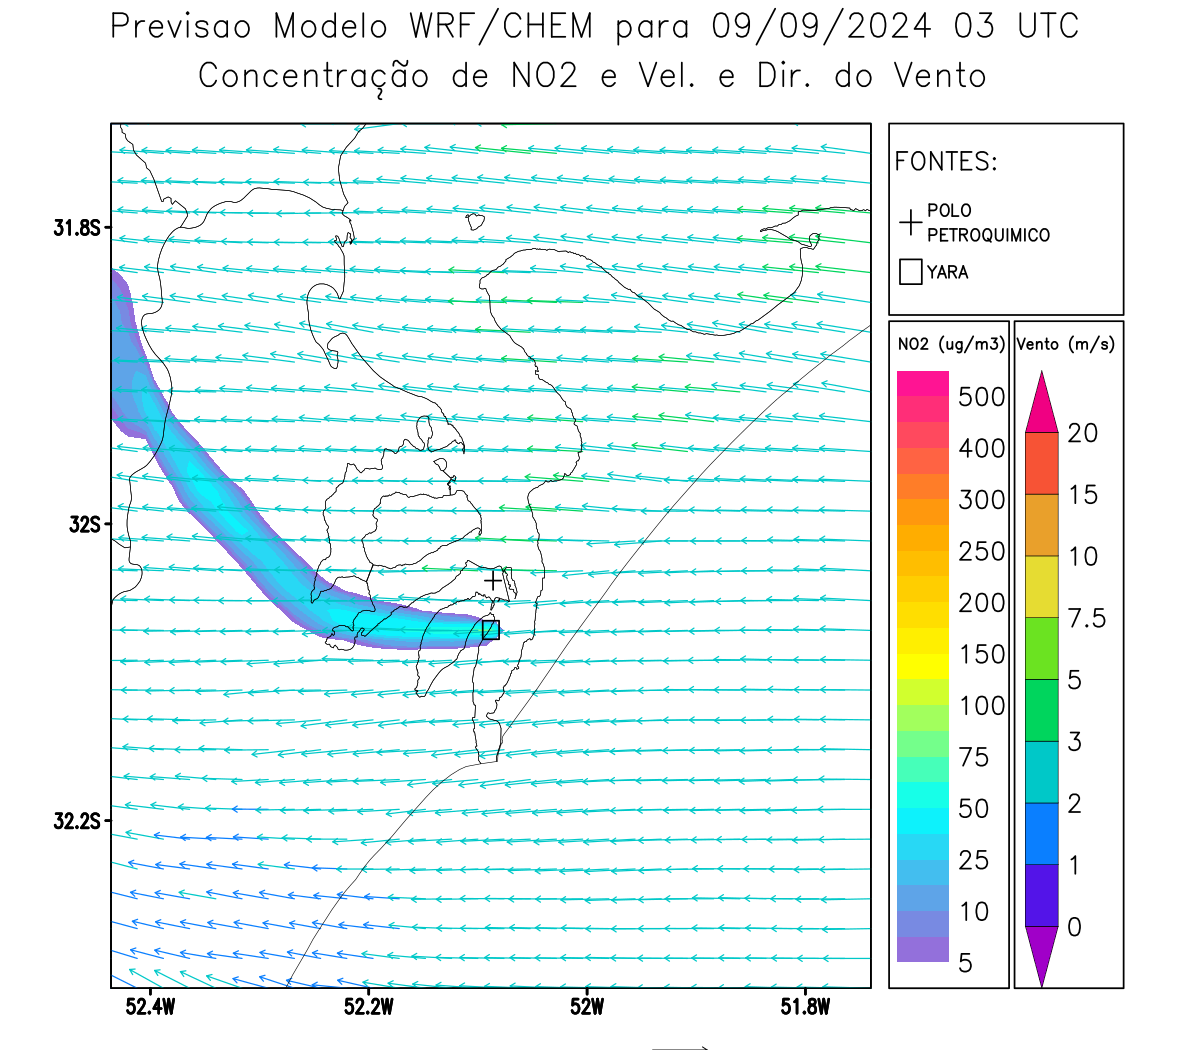 Previsao Modelo WRF/CHEM para 09/09/2024 03 UTC
Concentração de NO2 e Vel. e Dir. do Vento
FONTES:
POLO
PETROQUIMICO
YARA
31.8S
32S
32.2S
52.4W
52.2W
52W
51.8W
NO2 (ug/m3)
500
400
300
250
200
150
100
75
50
25
10
5
Vento (m/s)
20
15
10
7.5
5
3
2
1
0